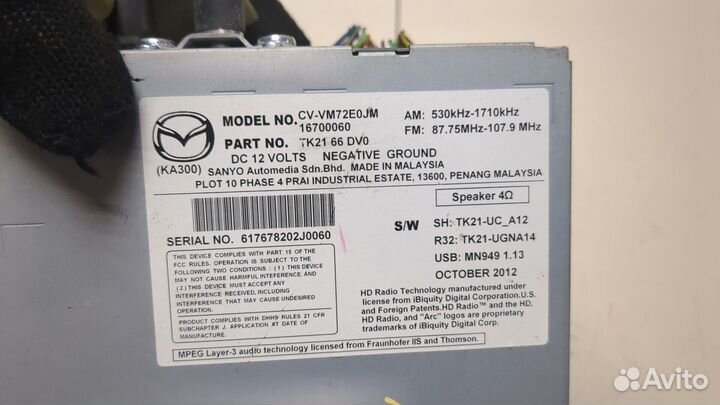 MODEL NO. CV-VM72E0JM
16700060
AM: 530kHz-1710kHz
FM: 87.75MHz-107.9 MHz
PART NO. TK21 66 DV0
DC 12 VOLTS NEGATIVE GROUND
(KA300) SANYO Automedia Sdn.Bhd. MADE IN MALAYSIA
PLOT 10 PHASE 4 PRAI INDUSTRIAL ESTATE, 13600, PENANG MALAYSIA
Speaker 4Ω
SERIAL NO. 617678202J0060
S/W SH: TK21-UC_A12
R32: TK21-UGNA14
USB: MN949 1.13
OCTOBER 2012
THIS DEVICE COMPLIES WITH PART 15 OF THE
FCC RULES. OPERATION IS SUBJECT TO THE
FOLLOWING TWO CONDITIONS : (1) THIS DEVICE
MAY NOT CAUSE HARMFUL INTERFERENCE, AND
(2) THIS DEVICE MUST ACCEPT ANY
INTERFERENCE RECEIVED, INCLUDING
INTERFERENCE THAT MAY CAUSE UNDESIRED
OPERATION.
PRODUCT COMPLIES WITH DHHS RULES 21 CFR
SUBCHAPTER J. APPLICABLE AT DATE OF
MANUFACTURE.
HD Radio Technology manufactured under
license from iBiquity Digital Corporation.U.S.
and Foreign Patents.HD Radio™ and the
HD, HD Radio, and "Arc" logos are proprietary
trademarks of iBiquity Digital Corp.
MPEG Layer-3 audio technology licensed from Fraunhofer IIS and Thomson.
Avito